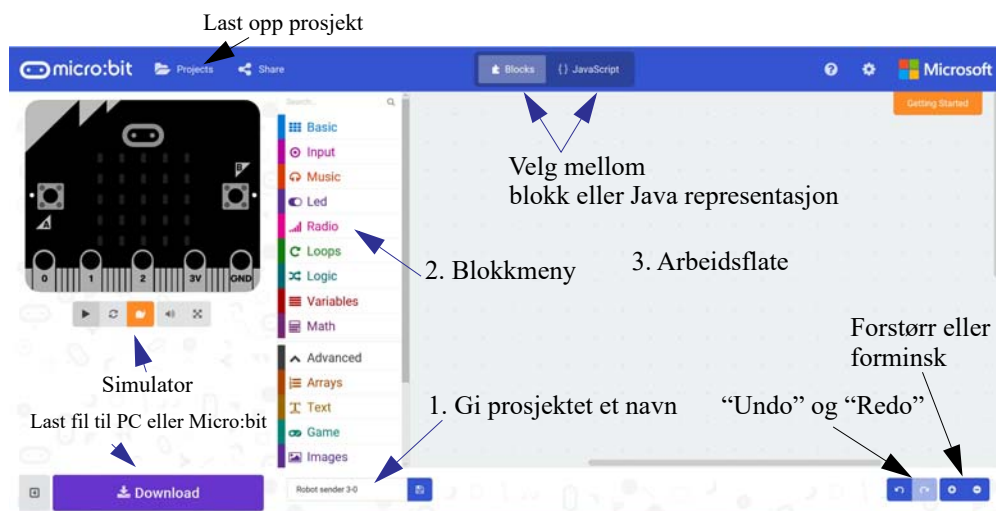 Last opp prosjekt
micro:bit Projects Share Blocks {} JavaScript Microsoft
Search...
Getting Started
Basic
Input
Music
Led
Radio
Loops
Logic
Variables
Math
Advanced
Arrays
Text
Game
Images
B
A
0 1 2 3V GND
Velg mellom
blokk eller Java representasjon
2. Blokkmeny
3. Arbeidsflate
Forstørr eller
forminsk
Simulator
Last fil til PC eller Micro:bit
1. Gi prosjektet et navn
“Undo” og “Redo”
Download
Robot sender 3-0